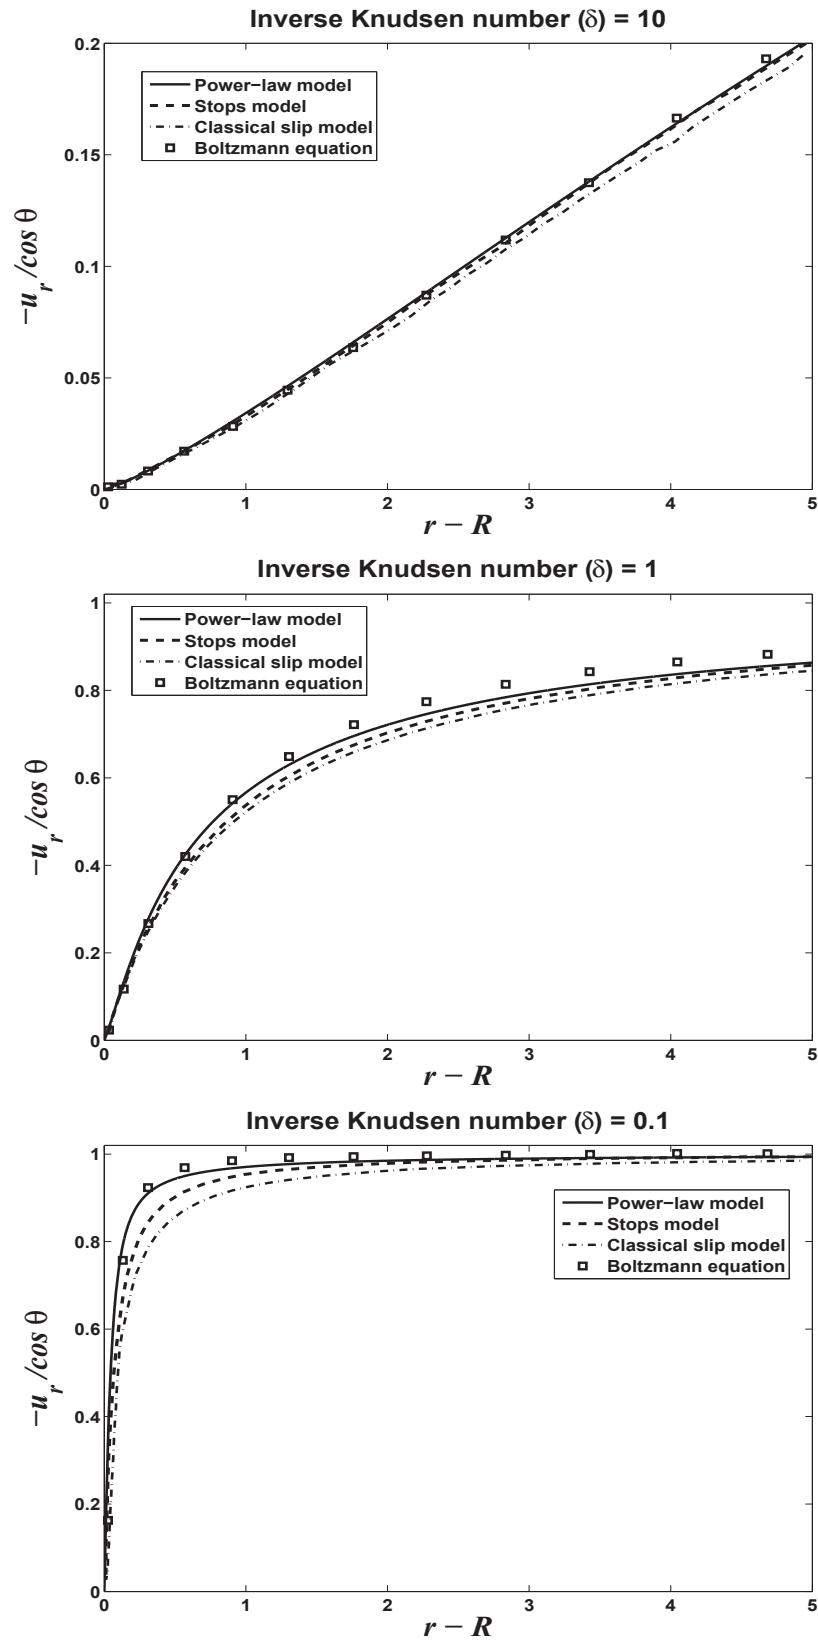 Inverse Knudsen number (δ) = 10
0.2
0.15
0.1
0.05
0
−u_r/cos θ
Power−law model
Stops model
Classical slip model
Boltzmann equation
0 1 2 3 4 5
r − R
Inverse Knudsen number (δ) = 1
1
0.8
0.6
0.4
0.2
0
−u_r/cos θ
Power−law model
Stops model
Classical slip model
Boltzmann equation
0 1 2 3 4 5
r − R
Inverse Knudsen number (δ) = 0.1
1
0.8
0.6
0.4
0.2
0
−u_r/cos θ
Power−law model
Stops model
Classical slip model
Boltzmann equation
0 1 2 3 4 5
r − R